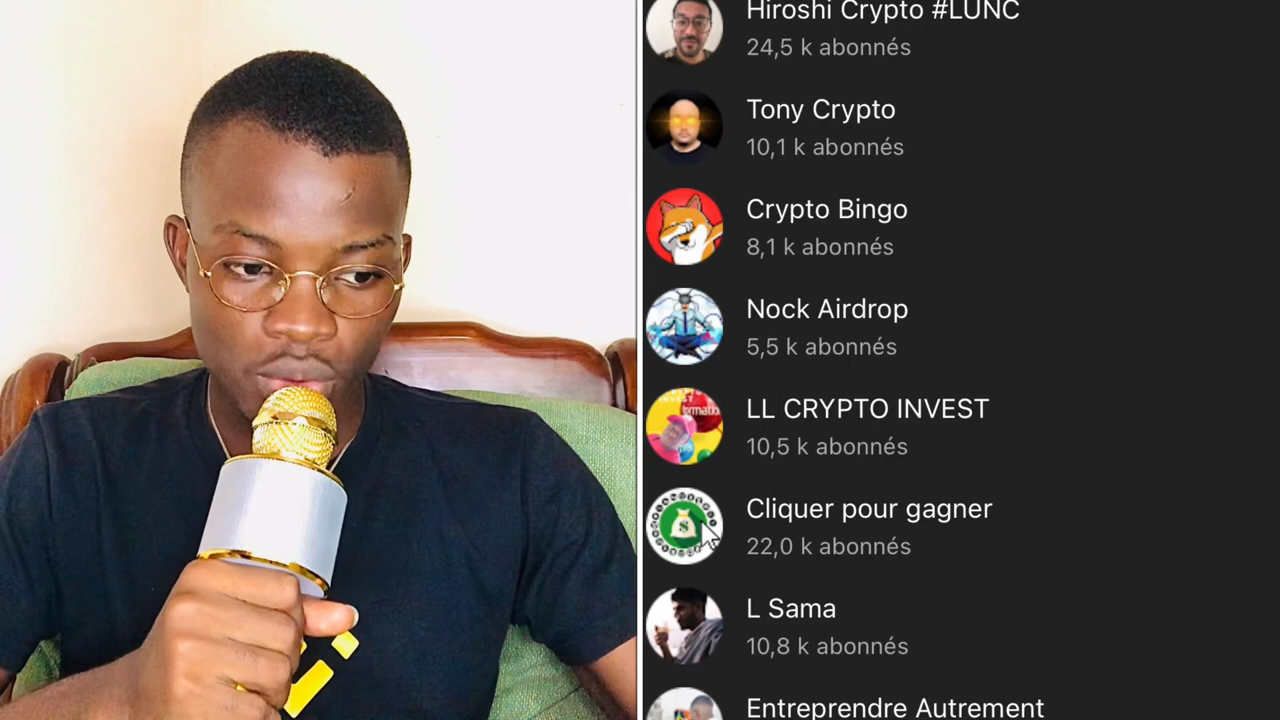 Hiroshi Crypto #LUNC
24,5 k abonnés
Tony Crypto
10,1 k abonnés
Crypto Bingo
8,1 k abonnés
Nock Airdrop
5,5 k abonnés
INVEST
LL CRYPTO INVEST
10,5 k abonnés
Cliquer pour gagner
22,0 k abonnés
L Sama
10,8 k abonnés
Entreprendre Autrement